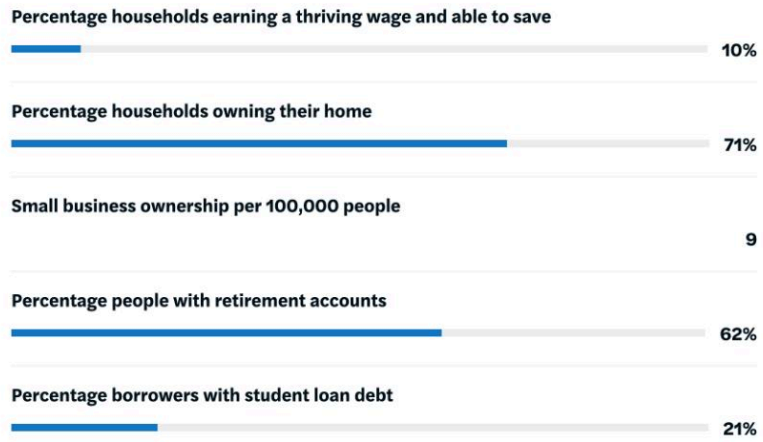 Percentage households earning a thriving wage and able to save
10%
Percentage households owning their home
71%
Small business ownership per 100,000 people
9
Percentage people with retirement accounts
62%
Percentage borrowers with student loan debt
21%